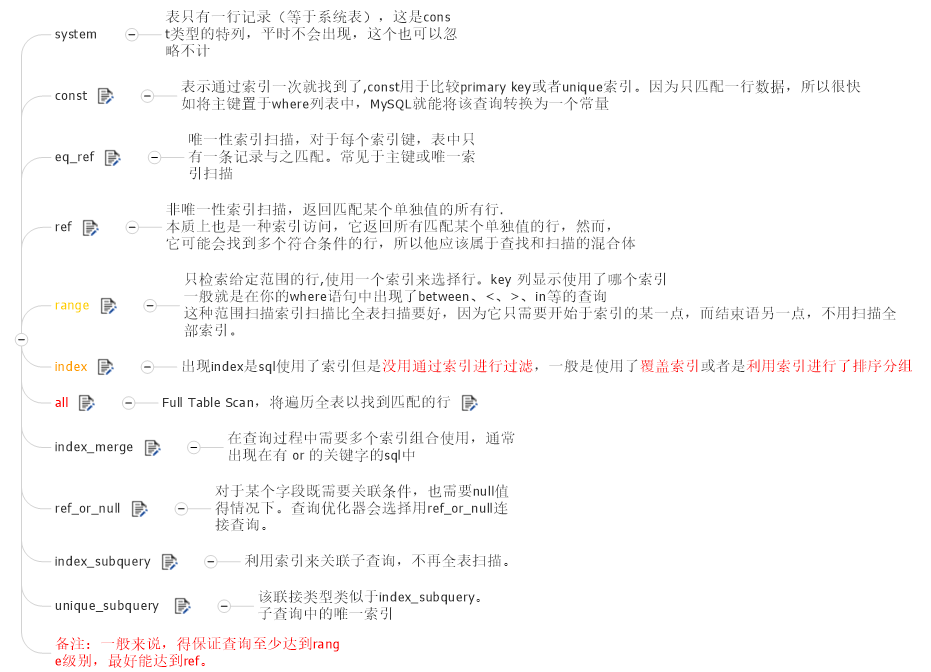 system
表只有一行记录（等于系统表），这是cons
t类型的特列，平时不会出现，这个也可以忽
略不计
const
表示通过索引一次就找到了,const用于比较primary key或者unique索引。因为只匹配一行数据，所以很快
如将主键置于where列表中，MySQL就能将该查询转换为一个常量
eq_ref
唯一性索引扫描，对于每个索引键，表中只
有一条记录与之匹配。常见于主键或唯一索
引扫描
ref
非唯一性索引扫描，返回匹配某个单独值的所有行.
本质上也是一种索引访问，它返回所有匹配某个单独值的行，然而，
它可能会找到多个符合条件的行，所以他应该属于查找和扫描的混合体
range
只检索给定范围的行,使用一个索引来选择行。key 列显示使用了哪个索引
一般就是在你的where语句中出现了between、<、>、in等的查询
这种范围扫描索引扫描比全表扫描要好，因为它只需要开始于索引的某一点，而结束语另一点，不用扫描全
部索引。
index
出现index是sql使用了索引但是没用通过索引进行过滤，一般是使用了覆盖索引或者是利用索引进行了排序分组
all
Full Table Scan，将遍历全表以找到匹配的行
index_merge
在查询过程中需要多个索引组合使用，通常
出现在有 or 的关键字的sql中
ref_or_null
对于某个字段既需要关联条件，也需要null值
得情况下。查询优化器会选择用ref_or_null连
接查询。
index_subquery
利用索引来关联子查询，不再全表扫描。
unique_subquery
该联接类型类似于index_subquery。
子查询中的唯一索引
备注：一般来说，得保证查询至少达到rang
e级别，最好能达到ref。